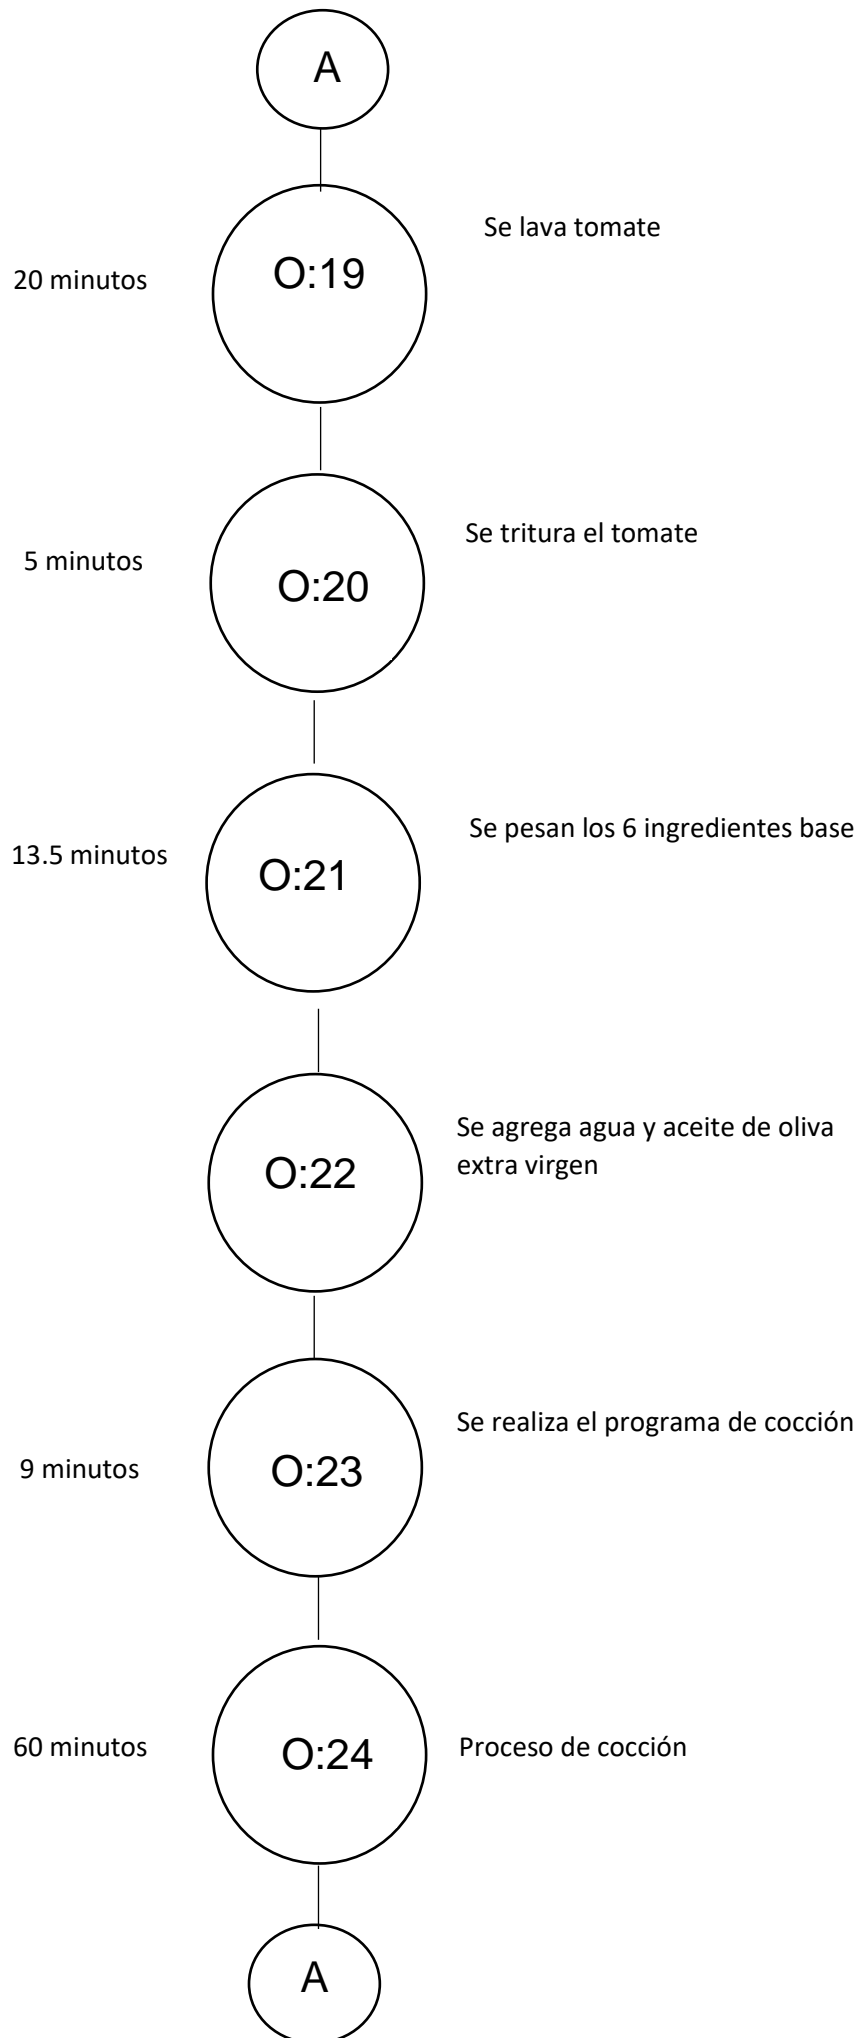 A
Se lava tomate
O:19
20 minutos
Se tritura el tomate
5 minutos
O:20
Se pesan los 6 ingredientes base
13.5 minutos
O:21
Se agrega agua y aceite de oliva
extra virgen
O:22
Se realiza el programa de cocción
9 minutos
O:23
60 minutos
O:24
Proceso de cocción
A